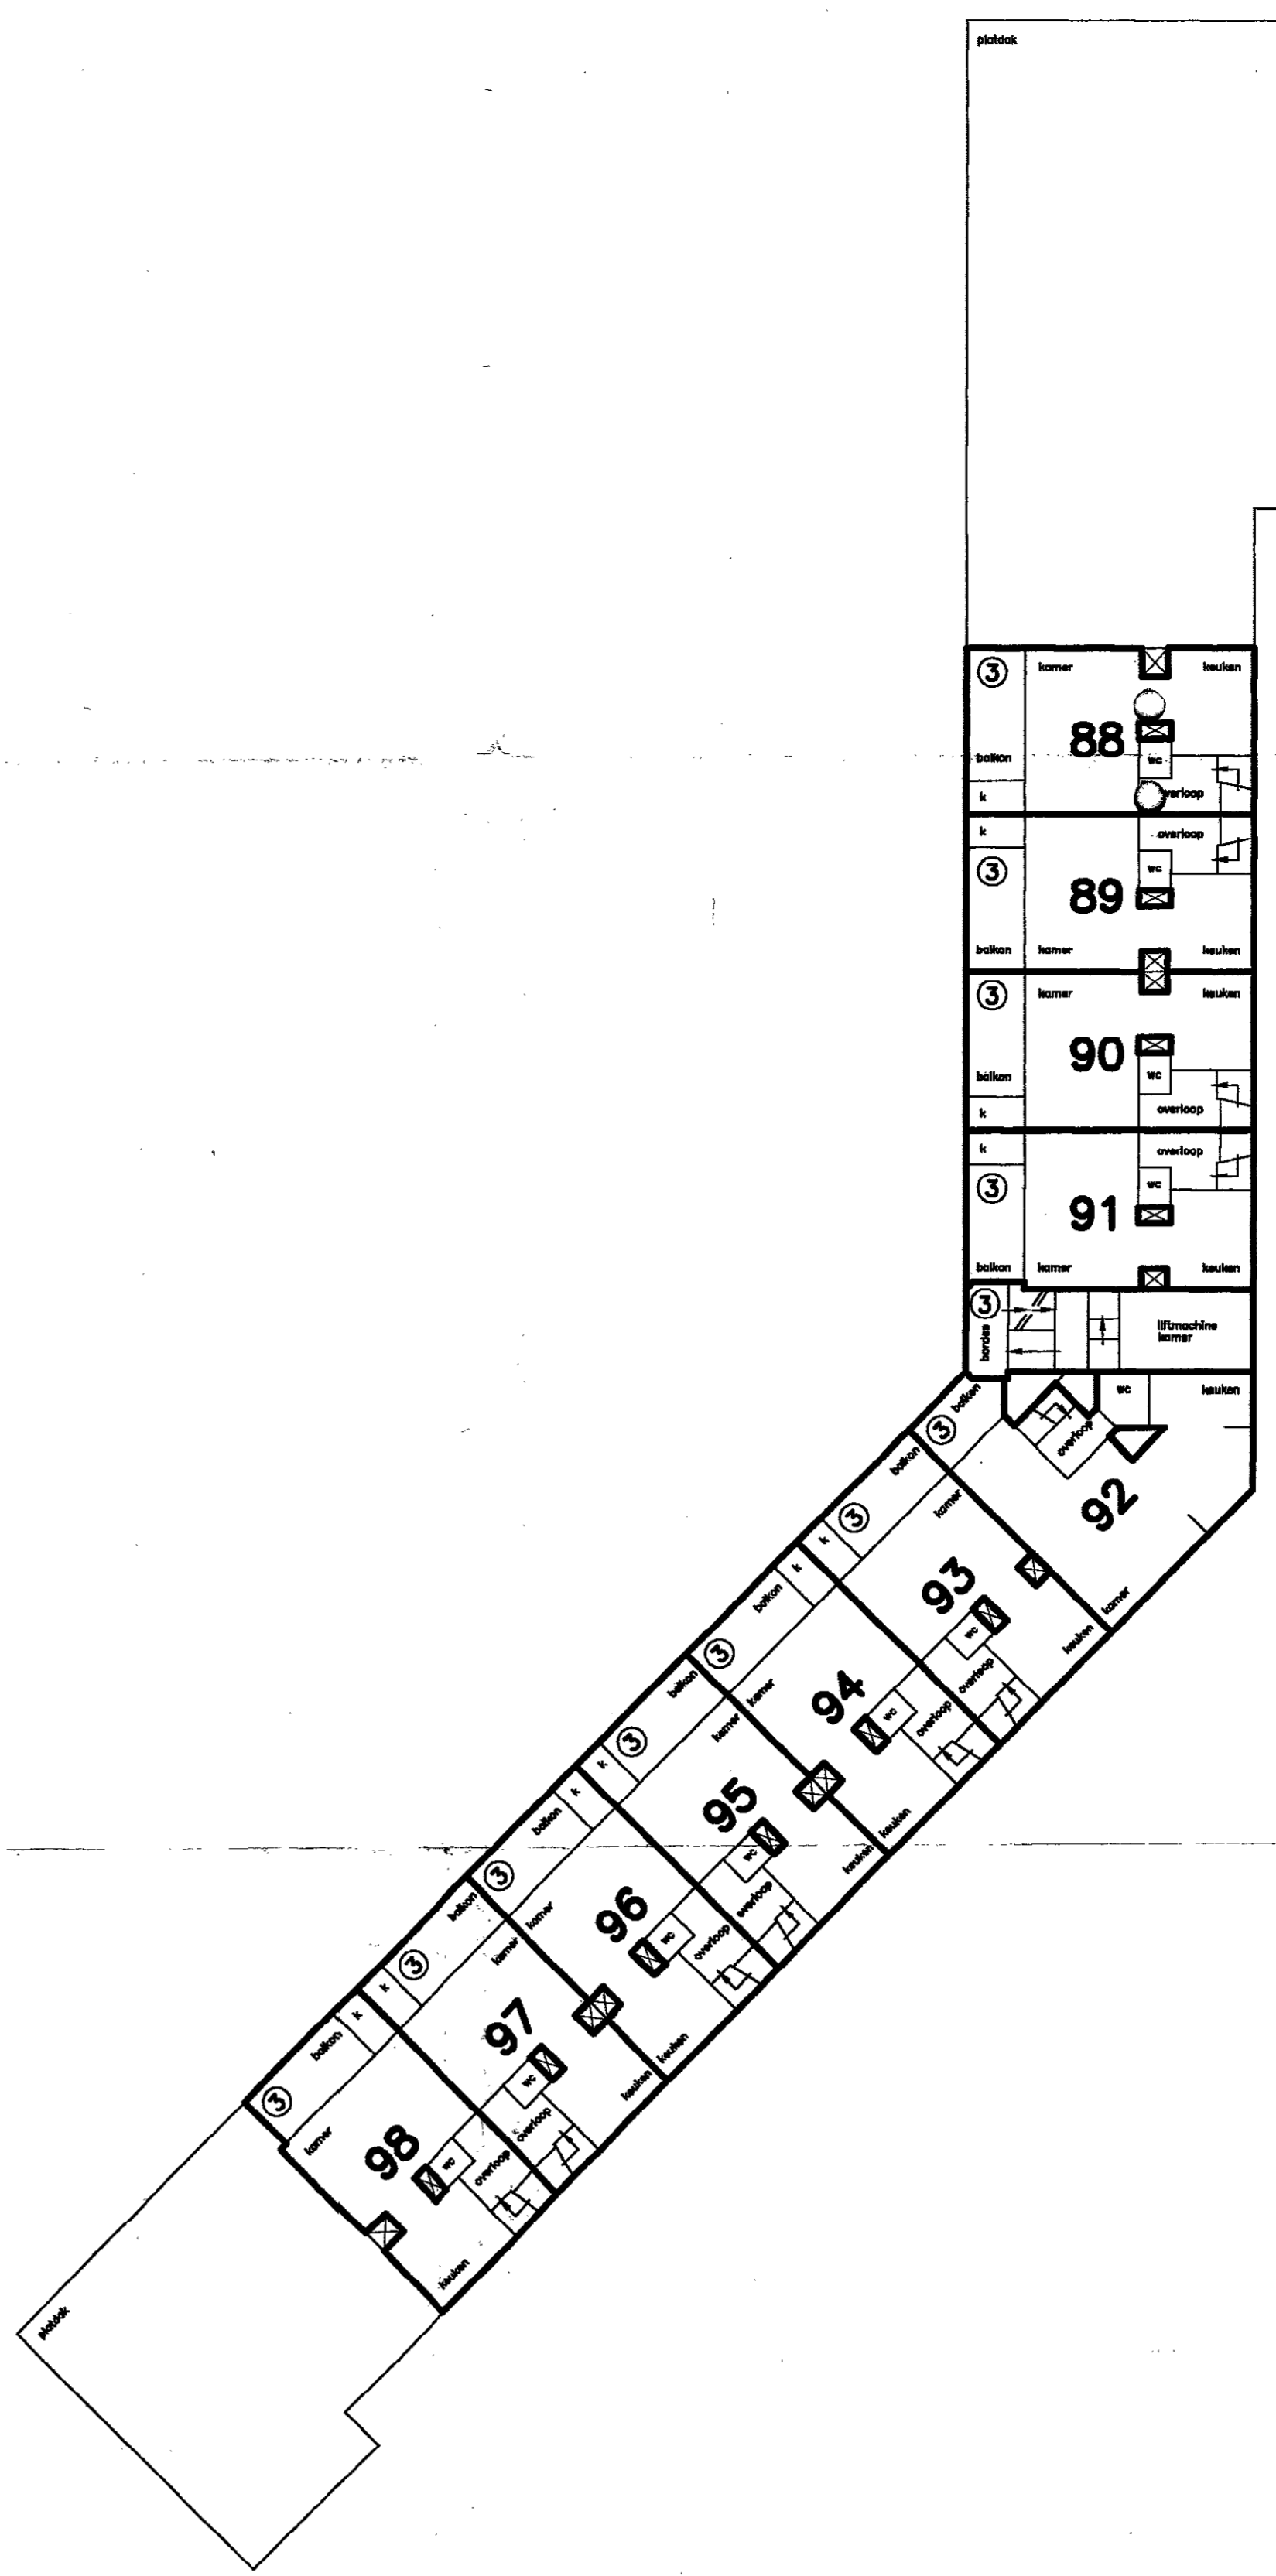 platdak
③ kamer keuken
88
balkon wc
k overloop
k overloop
③ wc
89
balkon kamer keuken
③ kamer keuken
90
balkon wc
k overloop
k overloop
③ wc
91
balkon kamer keuken
③
bordes
liftmachine
kamer
balkon wc keuken
③
overloop
92
kamer
balkon
③
k
kamer
93
wc
overloop
keuken
k
balkon
③
kamer
94
wc
overloop
keuken
balkon
③
k
kamer
95
wc
overloop
keuken
k
balkon
③
kamer
96
wc
overloop
keuken
balkon
③
k
kamer
97
wc
overloop
keuken
k
balkon
③
kamer
98
wc
overloop
keuken
platdak